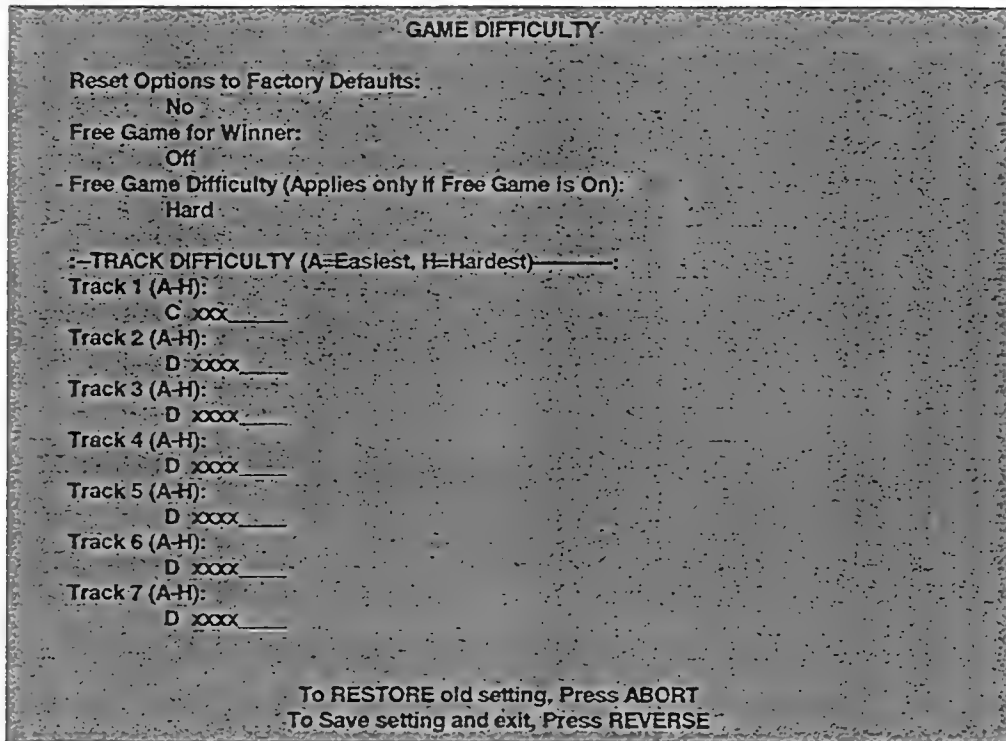 GAME DIFFICULTY
Reset Options to Factory Defaults:
No
Free Game for Winner:
Off
Free Game Difficulty (Applies only if Free Game is On):
Hard
:-TRACK DIFFICULTY (A=Easiest, H=Hardest)--------:
Track 1 (A-H):
C xxx_____
Track 2 (A-H):
D xxxx____
Track 3 (A-H):
D xxxx____
Track 4 (A-H):
D xxxx____
Track 5 (A-H):
D xxxx____
Track 6 (A-H):
D xxxx____
Track 7 (A-H):
D xxxx____
To RESTORE old setting, Press ABORT
To Save setting and exit, Press REVERSE